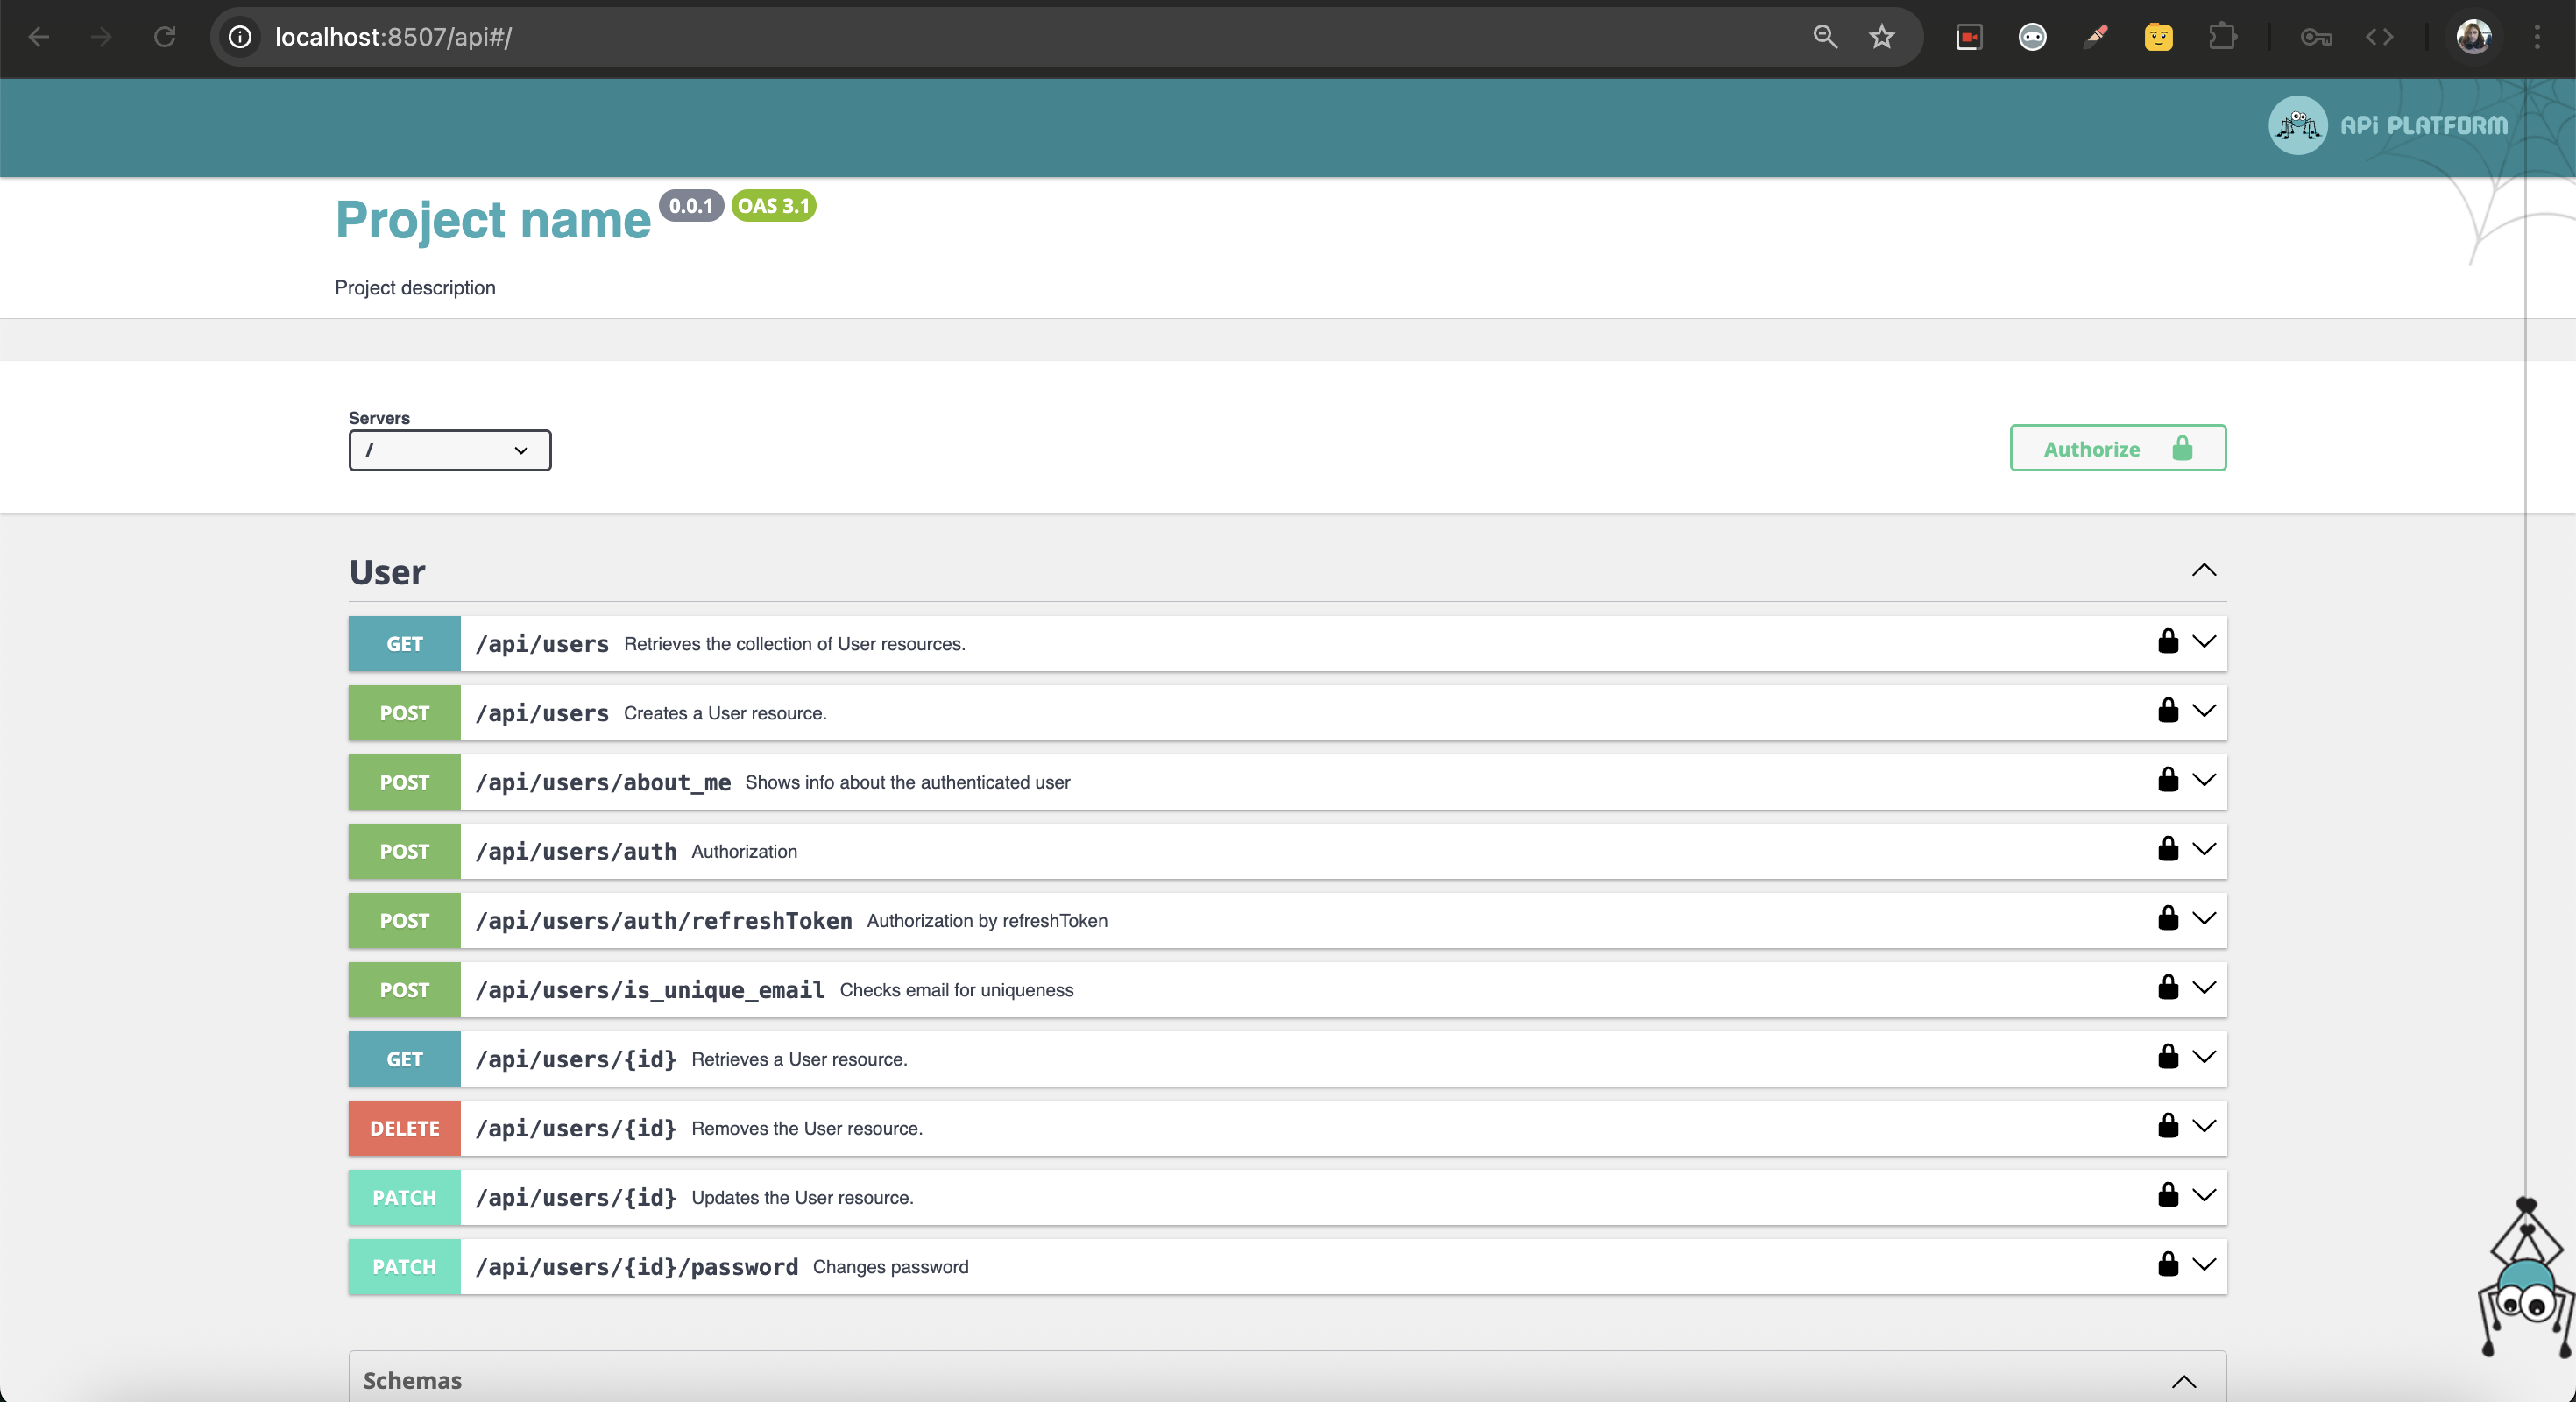 localhost:8507/api#/
APi PLATFORM
Project name 0.0.1 OAS 3.1
Project description
Servers
/
Authorize
User
GET /api/users Retrieves the collection of User resources.
POST /api/users Creates a User resource.
POST /api/users/about_me Shows info about the authenticated user
POST /api/users/auth Authorization
POST /api/users/auth/refreshToken Authorization by refreshToken
POST /api/users/is_unique_email Checks email for uniqueness
GET /api/users/{id} Retrieves a User resource.
DELETE /api/users/{id} Removes the User resource.
PATCH /api/users/{id} Updates the User resource.
PATCH /api/users/{id}/password Changes password
Schemas